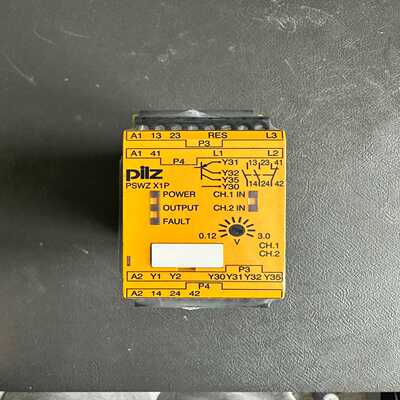 A1 13 23 RES L3
P3
A1 41 L1 L2
P4 Y31 13 23 41
Y32
Y35
Y30 14 24 42
pilz
PSWZ X1P
POWER CH.1 IN
OUTPUT CH.2 IN
FAULT
0.12 V 3.0
CH.1
CH.2
P3
A2 Y1 Y2 Y30 Y31 Y32 Y35
A2 14 24 42 P4